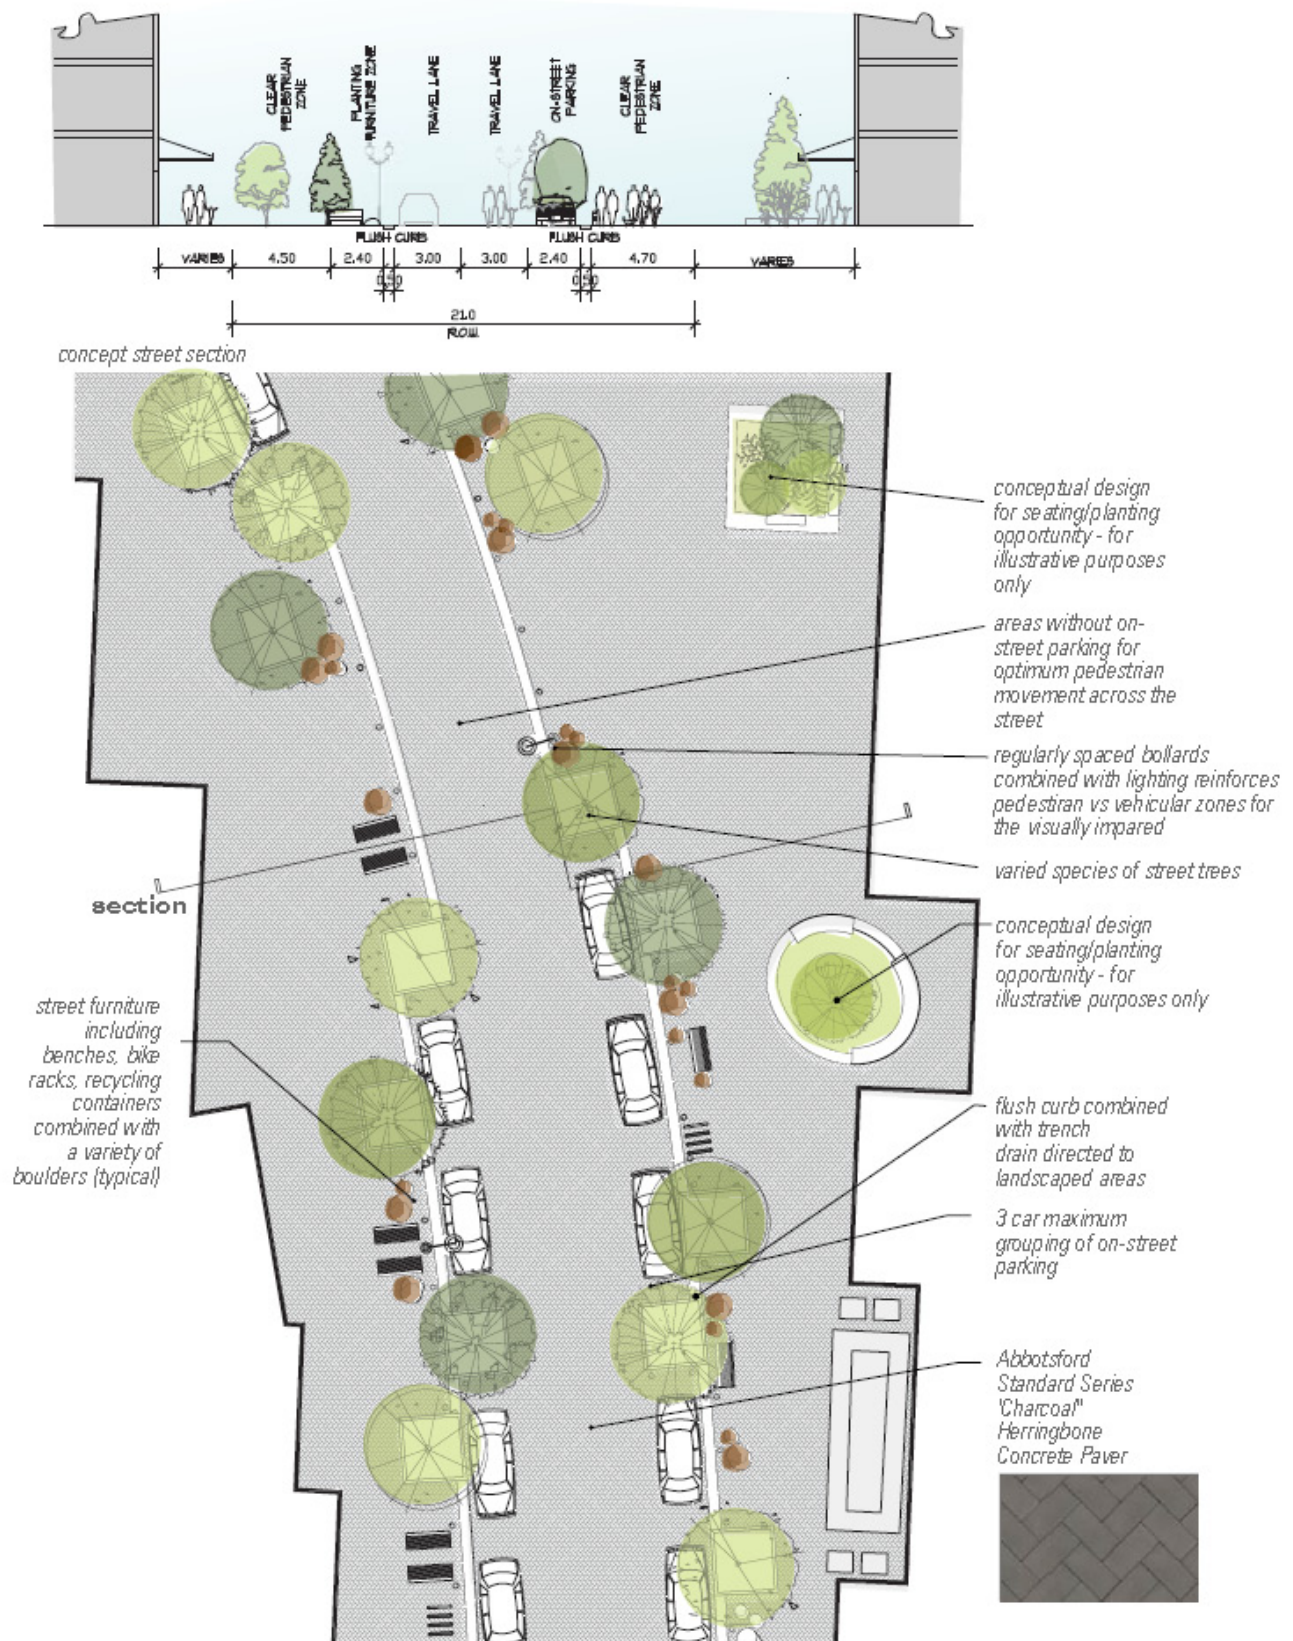 CLEAR
PEDESTRIAN
ZONE
PLANTING
FURNITURE ZONE
TRAVEL LANE
TRAVEL LANE
ON-STREET
PARKING
CLEAR
PEDESTRIAN
ZONE
FLUSH CURBS
FLUSH CURBS
VARIES
4.50
2.40
3.00
3.00
2.40
4.70
VARIES
0.50
0.50
21.0
R.O.W.
concept street section
conceptual design
for seating/planting
opportunity - for
illustrative purposes
only
areas without on-
street parking for
optimum pedestrian
movement across the
street
regularly spaced bollards
combined with lighting reinforces
pedestiran vs vehicular zones for
the visually impared
varied species of street trees
section
conceptual design
for seating/planting
opportunity - for
illustrative purposes only
street furniture
including
benches, bike
racks, recycling
containers
combined with
a variety of
boulders (typical)
flush curb combined
with trench
drain directed to
landscaped areas
3 car maximum
grouping of on-street
parking
Abbotsford
Standard Series
'Charcoal"
Herringbone
Concrete Paver